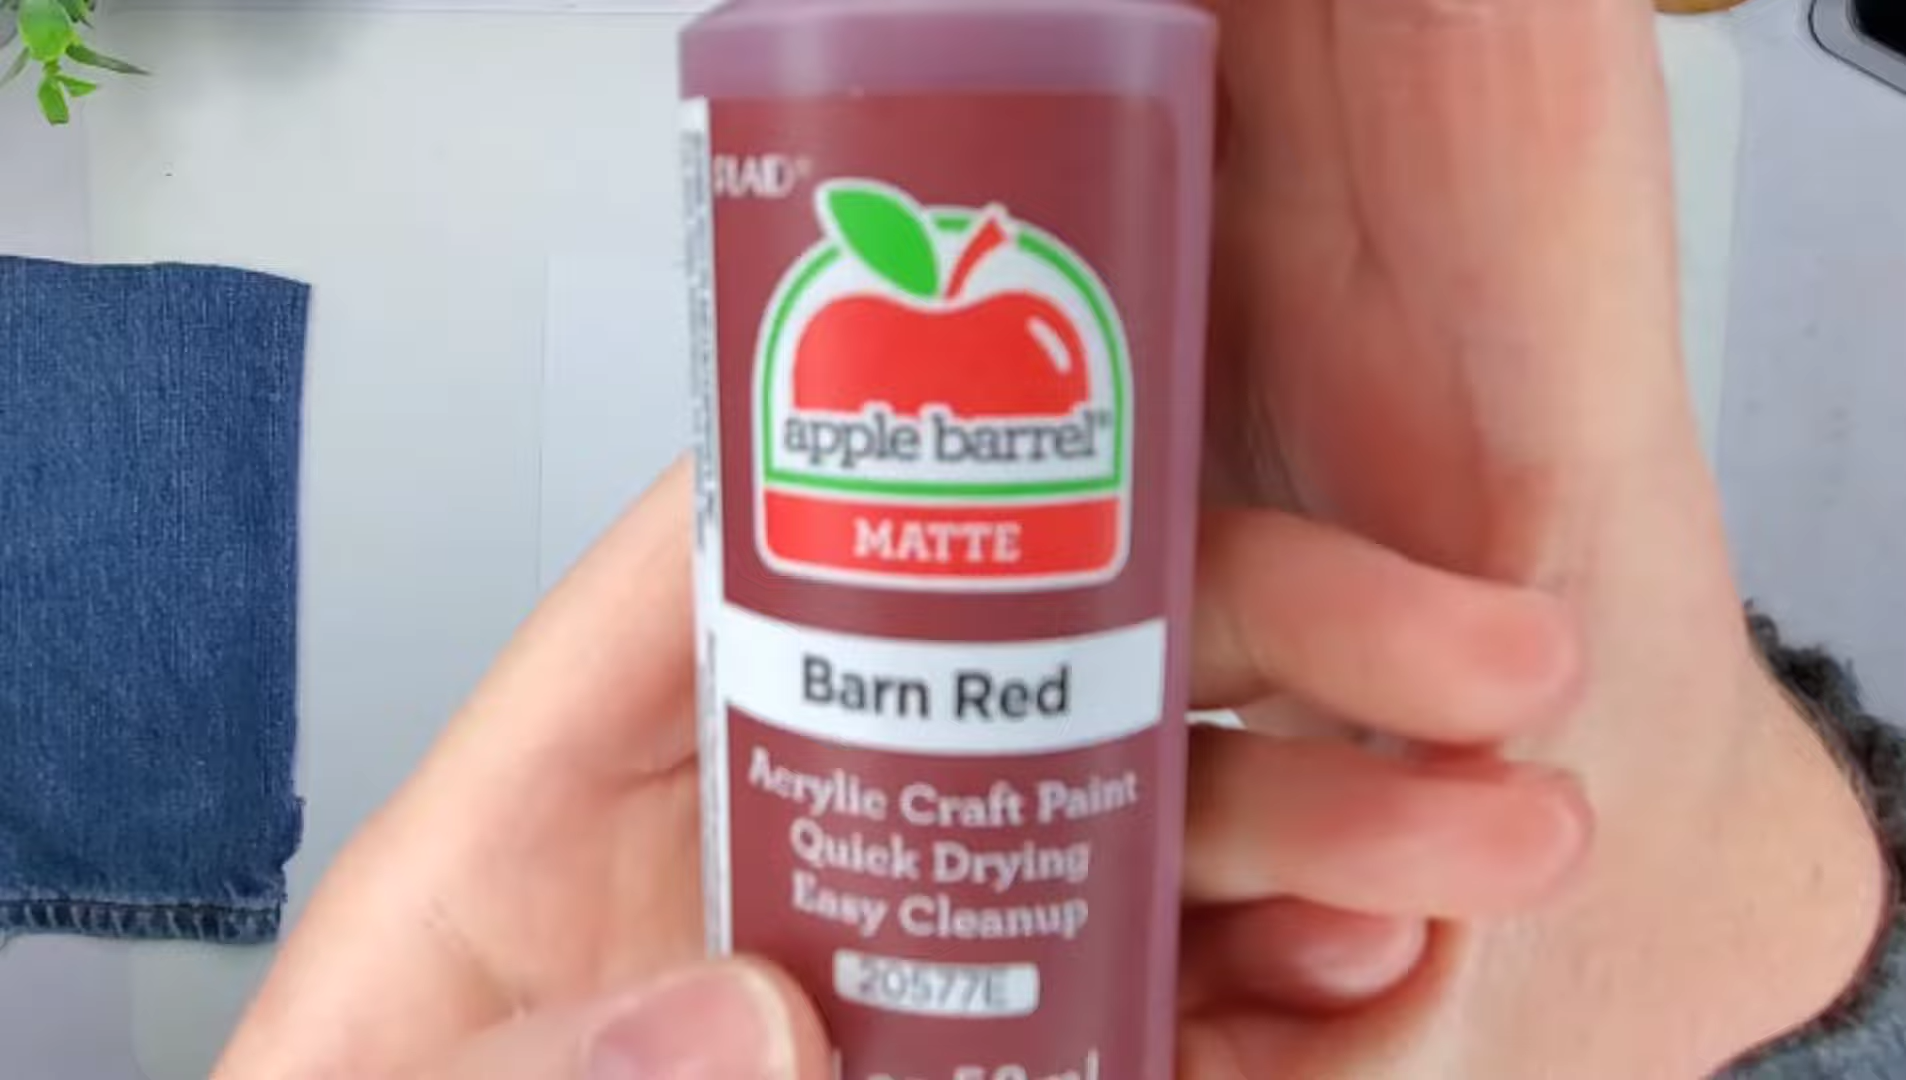 apple barrel®
MATTE
Barn Red
Acrylic Craft Paint
Quick Drying
Easy Cleanup
20577E